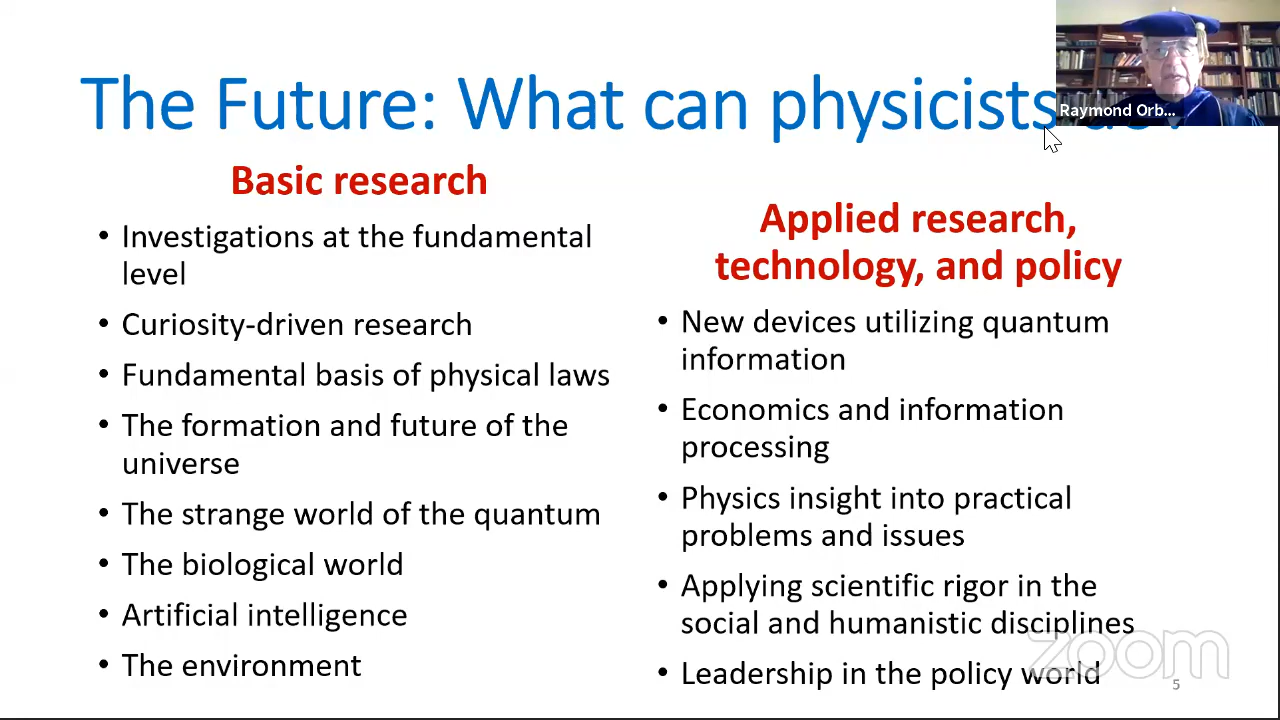 The Future: What can physicists
Raymond Orb...
Basic research
• Investigations at the fundamental
level
• Curiosity-driven research
• Fundamental basis of physical laws
• The formation and future of the
universe
• The strange world of the quantum
• The biological world
• Artificial intelligence
• The environment
Applied research,
technology, and policy
• New devices utilizing quantum
information
• Economics and information
processing
• Physics insight into practical
problems and issues
• Applying scientific rigor in the
social and humanistic disciplines
• Leadership in the policy world
zoom
5